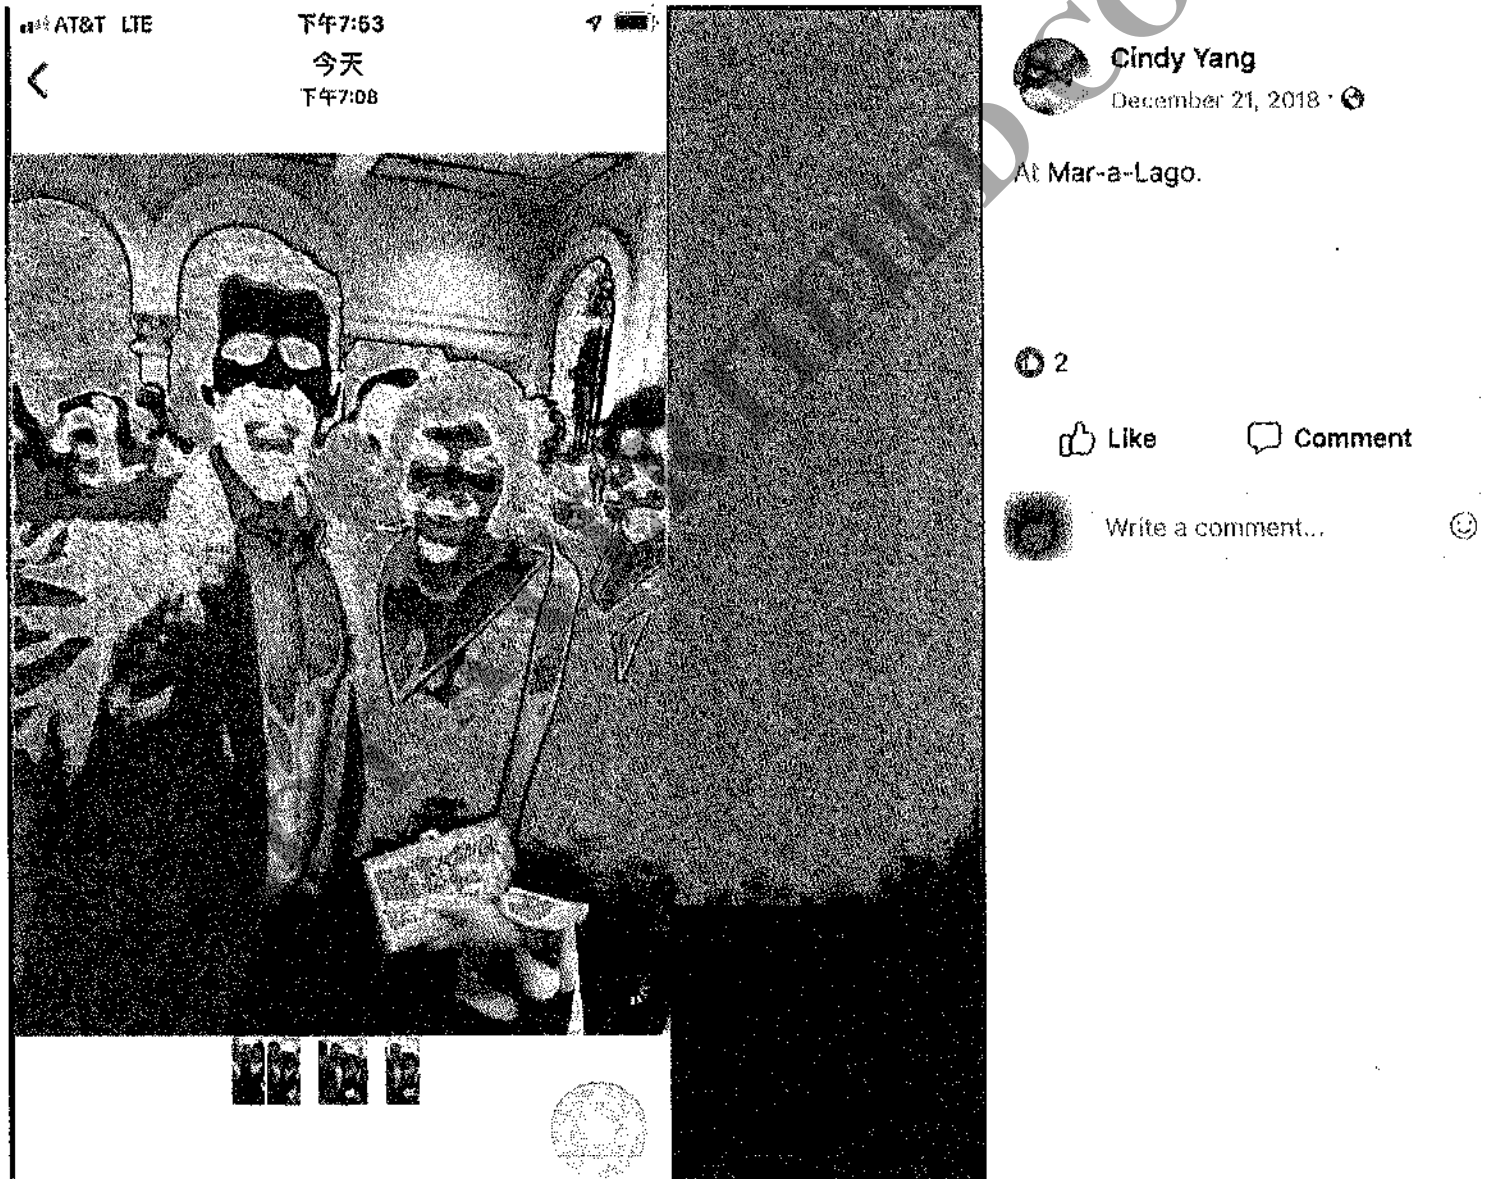 AT&T LTE
下午7:53
今天
下午7:08
Cindy Yang
December 21, 2018
At Mar-a-Lago.
2
Like
Comment
Write a comment...